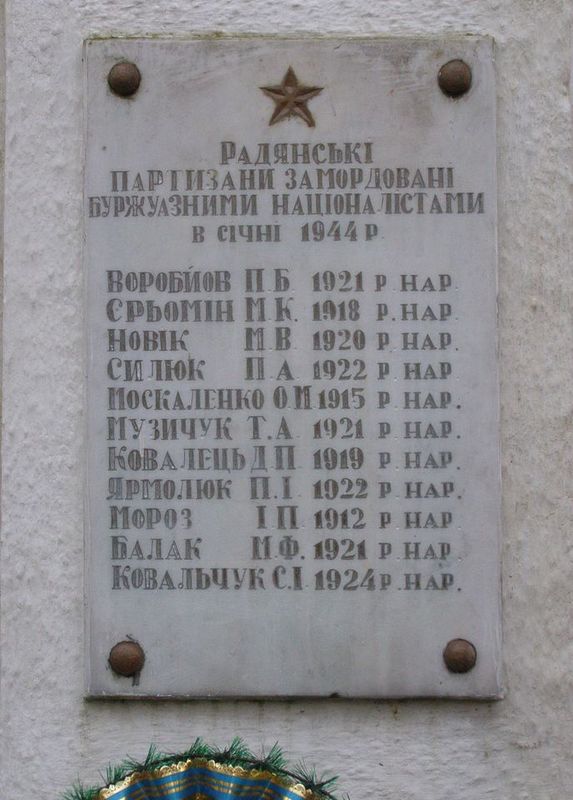 Радянські
партизани замордовані
буржуазними націоналістами
в січні 1944 р
Воробйов П. Б. 1921 р. нар.
Єрьомін М. К. 1918 р. нар.
Новік М. В. 1920 р. нар.
Силюк П. А 1922 р нар
Москаленко О. М 1915 р. нар.
Музичук Т. А 1921 р нар.
Ковалець Д П 1919 р нар.
Ярмолюк П. І 1922 р нар.
Мороз І П. 1912 р нар.
Балак М. Ф. 1921 р нар
Ковальчук С. І. 1924 р. нар.